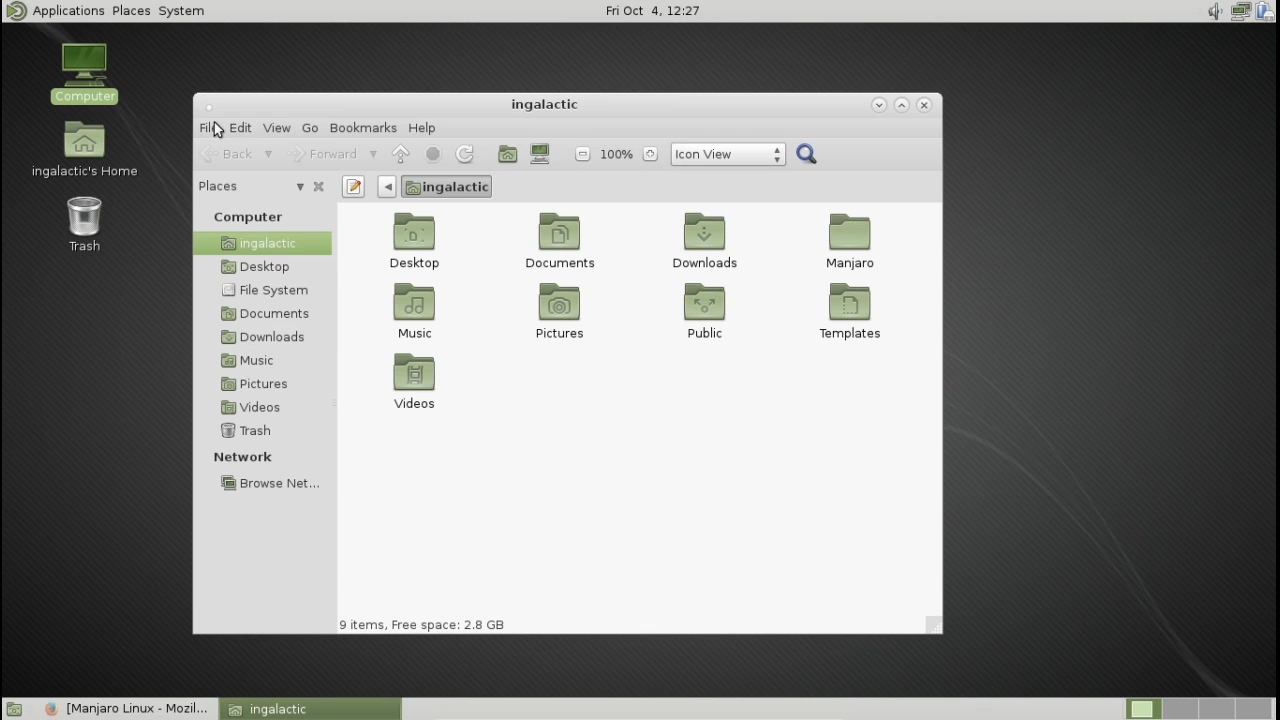 Applications Places System
Fri Oct 4, 12:27
Computer
ingalactic's Home
Trash
ingalactic
File Edit View Go Bookmarks Help
Back Forward 100% Icon View
Places
ingalactic
Computer
ingalactic
Desktop
File System
Documents
Downloads
Music
Pictures
Videos
Trash
Network
Browse Net...
Desktop Documents Downloads Manjaro
Music Pictures Public Templates
Videos
9 items, Free space: 2.8 GB
[Manjaro Linux - Mozil...
ingalactic